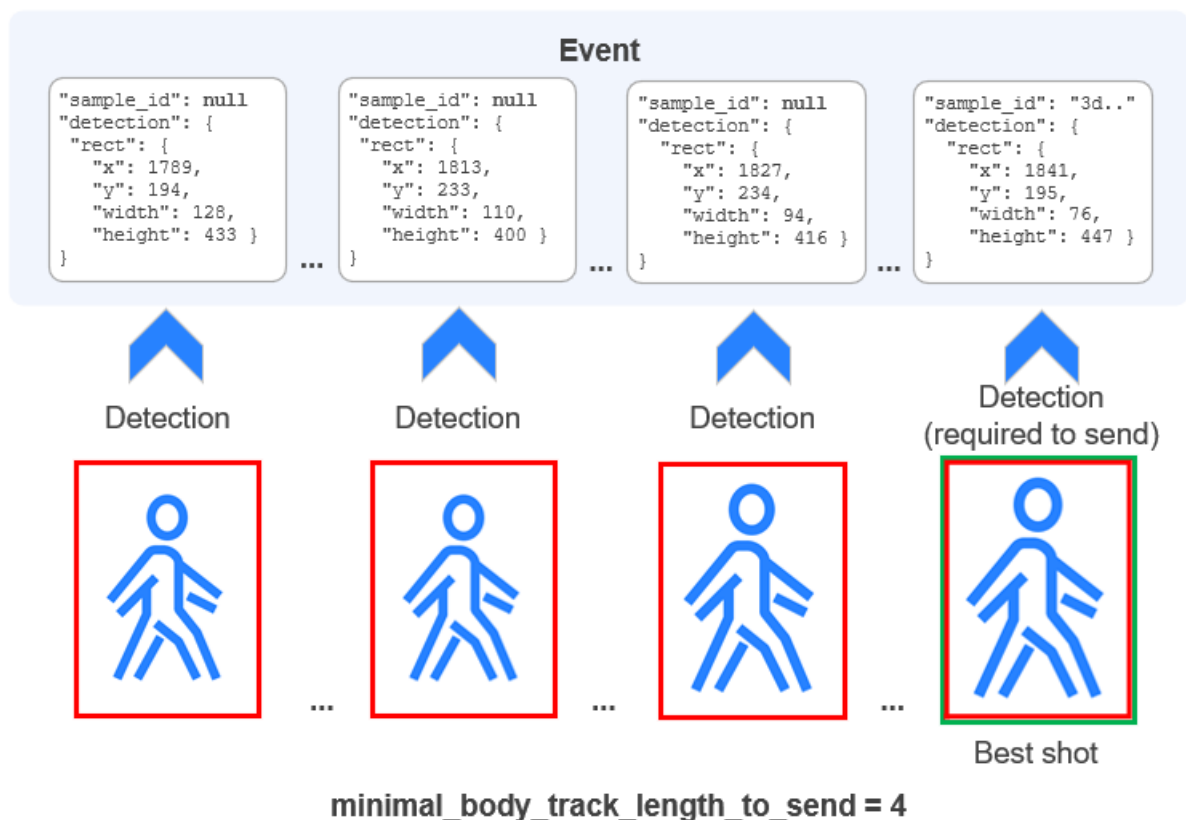 Event
"sample_id": null
"detection": {
"rect": {
"x": 1789,
"y": 194,
"width": 128,
"height": 433 }
}
...
"sample_id": null
"detection": {
"rect": {
"x": 1813,
"y": 233,
"width": 110,
"height": 400 }
}
...
"sample_id": null
"detection": {
"rect": {
"x": 1827,
"y": 234,
"width": 94,
"height": 416 }
}
...
"sample_id": "3d.."
"detection": {
"rect": {
"x": 1841,
"y": 195,
"width": 76,
"height": 447 }
}
Detection
Detection
Detection
Detection
(required to send)
...
...
...
Best shot
minimal_body_track_length_to_send = 4